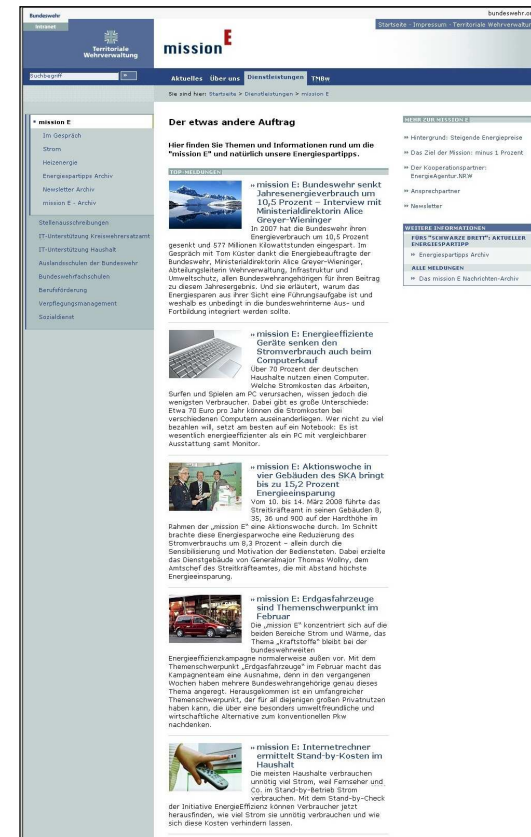 Bundeswehr
bundeswehr.or
Intranet
Startseite - Impressum - Territoriale Wehrverwaltun
Territoriale
Wehrverwaltung
mission E
Suchbegriff
Aktuelles Über uns Dienstleistungen TMBw
Sie sind hier: Startseite > Dienstleistungen > mission E
mission E
Im Gespräch
Strom
Heizenergie
Energiespartipps Archiv
Newsletter Archiv
mission E - Archiv
Stellenausschreibungen
IT-Unterstützung Kreiswehrersatzamt
IT-Unterstützung Haushalt
Auslandsschulen der Bundeswehr
Bundeswehrfachschulen
Berufsförderung
Verpflegungsmanagement
Sozialdienst
Der etwas andere Auftrag
Hier finden Sie Themen und Informationen rund um die
"mission E" und natürlich unsere Energiespartipps.
TOP-MELDUNGEN
» mission E: Bundeswehr senkt
Jahresenergieverbrauch um
10,5 Prozent – Interview mit
Ministerialdirektorin Alice
Greyer-Wieninger
In 2007 hat die Bundeswehr ihren
Energieverbrauch um 10,5 Prozent
gesenkt und 577 Millionen Kilowattstunden eingespart. Im
Gespräch mit Tom Küster dankt die Energiebeauftragte der
Bundeswehr, Ministerialdirektorin Alice Greyer-Wieninger,
Abteilungsleiterin Wehrverwaltung, Infrastruktur und
Umweltschutz, allen Bundeswehrangehörigen für ihren Beitrag
zu diesem Jahresergebnis. Und sie erläutert, warum das
Energiesparen aus ihrer Sicht eine Führungsaufgabe ist und
weshalb es unbedingt in die bundeswehrinterne Aus- und
Fortbildung integriert werden sollte.
» mission E: Energieeffiziente
Geräte senken den
Stromverbrauch auch beim
Computerkauf
Über 70 Prozent der deutschen
Haushalte nutzen einen Computer.
Welche Stromkosten das Arbeiten,
Surfen und Spielen am PC verursachen, wissen jedoch die
wenigsten Verbraucher. Dabei gibt es große Unterschiede:
Etwa 70 Euro pro Jahr können die Stromkosten bei
verschiedenen Computern auseinanderliegen. Wer nicht zu viel
bezahlen will, setzt am besten auf ein Notebook: Es ist
wesentlich energieeffizienter als ein PC mit vergleichbarer
Ausstattung samt Monitor.
» mission E: Aktionswoche in
vier Gebäuden des SKA bringt
bis zu 15,2 Prozent
Energieeinsparung
Vom 10. bis 14. März 2008 führte das
Streitkräfteamt in seinen Gebäuden 8,
35, 36 und 900 auf der Hardthöhe im
Rahmen der „mission E" eine Aktionswoche durch. Im Schnitt
brachte diese Energiesparwoche eine Reduzierung des
Stromverbrauchs um 8,3 Prozent – allein durch die
Sensibilisierung und Motivation der Bediensteten. Dabei erzielte
das Dienstgebäude von Generalmajor Thomas Wollny, dem
Amtschef des Streitkräfteamtes, die mit Abstand höchste
Energieeinsparung.
» mission E: Erdgasfahrzeuge
sind Themenschwerpunkt im
Februar
Die „mission E" konzentriert sich auf die
beiden Bereiche Strom und Wärme, das
Thema „Kraftstoffe" bleibt bei der
bundeswehrweiten
Energieeffizienzkampagne normalerweise außen vor. Mit dem
Themenschwerpunkt „Erdgasfahrzeuge" im Februar macht das
Kampagnenteam eine Ausnahme, denn in den vergangenen
Wochen haben mehrere Bundeswehrangehörige genau dieses
Thema angeregt. Herausgekommen ist ein umfangreicher
Themenschwerpunkt, der für all diejenigen großen Privatnutzen
haben kann, die über eine besonders umweltfreundliche und
wirtschaftliche Alternative zum konventionellen Pkw
nachdenken.
» mission E: Internetrechner
ermittelt Stand-by-Kosten im
Haushalt
Die meisten Haushalte verbrauchen
unnötig viel Strom, weil Fernseher und
Co. im Stand-by-Betrieb Strom
verbrauchen. Mit dem Stand-by-Check
der Initiative EnergieEffizienz können Verbraucher jetzt
herausfinden, wie viel Strom sie unnötig verbrauchen und wie
sich diese Kosten verhindern lassen.
MEHR ZUR MISSION E
» Hintergrund: Steigende Energiepreise
» Das Ziel der Mission: minus 1 Prozent
» Der Kooperationspartner:
EnergieAgentur.NRW
» Ansprechpartner
» Newsletter
WEITERE INFORMATIONEN
FÜRS "SCHWARZE BRETT": AKTUELLER
ENERGIESPARTIPP
» Energiespartipps Archiv
ALLE MELDUNGEN
» Das mission E Nachrichten-Archiv